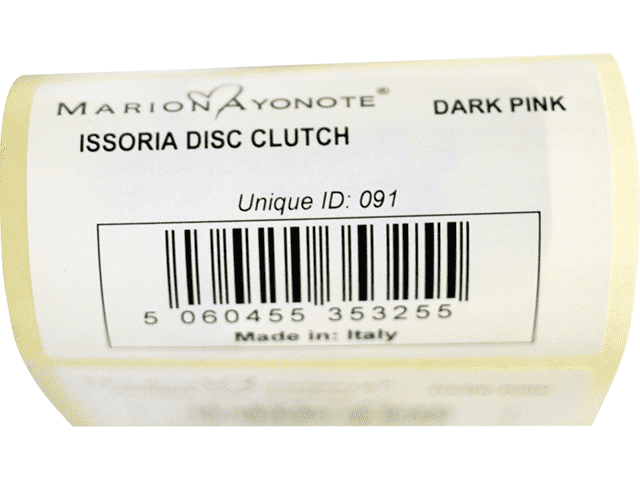 MARION AYONOTE® DARK PINK
ISSORIA DISC CLUTCH
Unique ID: 091
5 060455 353255
Made in: Italy